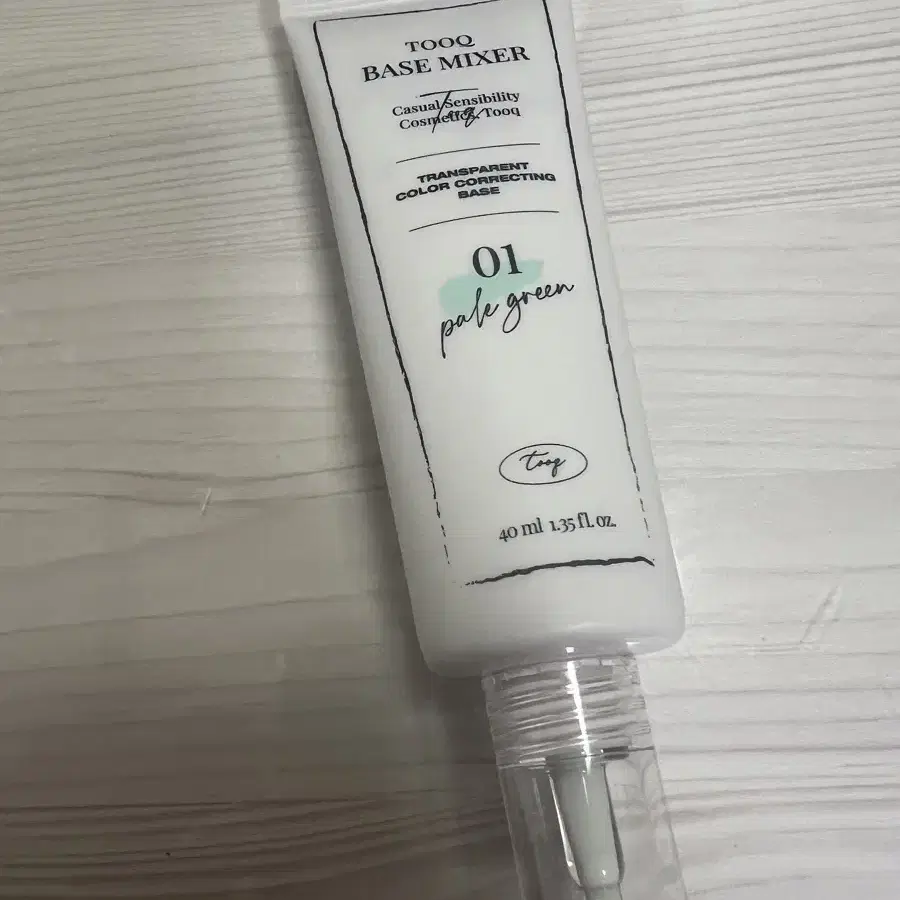 TOOQ
BASE MIXER
Casual Sensibility
Cosmetics. Tooq
Tooq
TRANSPARENT
COLOR CORRECTING
BASE
01
pale green
tooq
40 ml 1.35 fl. oz.